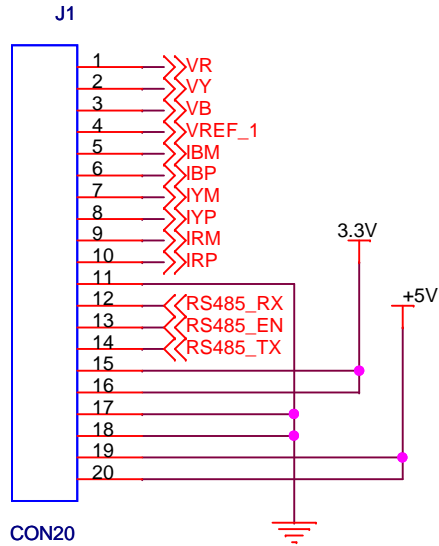 J1
1 VR
2 VY
3 VB
4 VREF_1
5 IBM
6 IBP
7 IYM
8 IYP
3.3V
9 IRM
10 IRP
11
+5V
12 RS485_RX
13 RS485_EN
14 RS485_TX
15
16
17
18
19
20
CON20